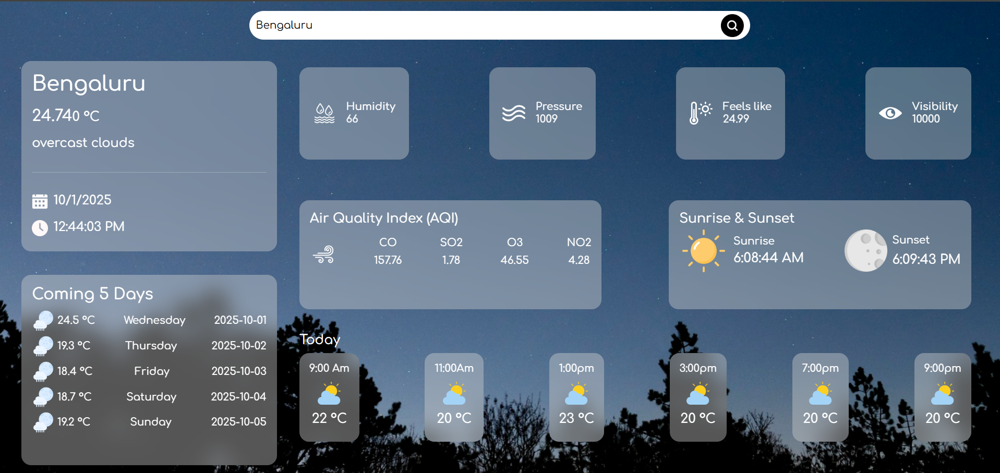 Bengaluru
Bengaluru
24.740 °C
overcast clouds
10/1/2025
12:44:03 PM
Humidity
66
Pressure
1009
Feels like
24.99
Visibility
10000
Air Quality Index (AQI)
CO SO2 O3 NO2
157.76 1.78 46.55 4.28
Sunrise & Sunset
Sunrise
6:08:44 AM
Sunset
6:09:43 PM
Coming 5 Days
24.5 °C Wednesday 2025-10-01
19.3 °C Thursday 2025-10-02
18.4 °C Friday 2025-10-03
18.7 °C Saturday 2025-10-04
19.2 °C Sunday 2025-10-05
Today
9:00 Am 11:00Am 1:00pm 3:00pm 7:00pm 9:00pm
22 °C 20 °C 23 °C 20 °C 20 °C 20 °C